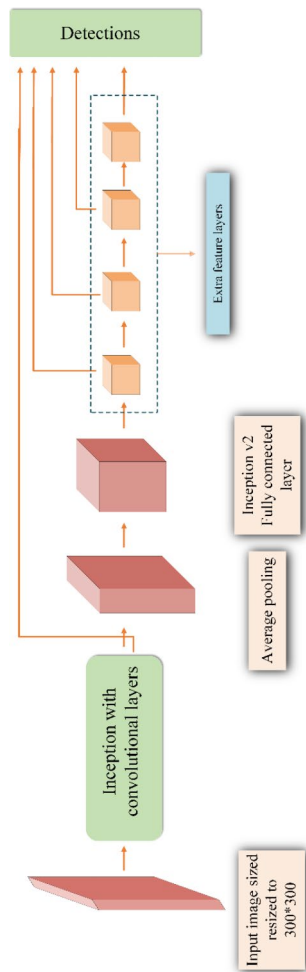 Input image sized
resized to
300*300
Inception with
convolutional layers
Average pooling
Inception v2
Fully connected
layer
Extra feature layers
Detections